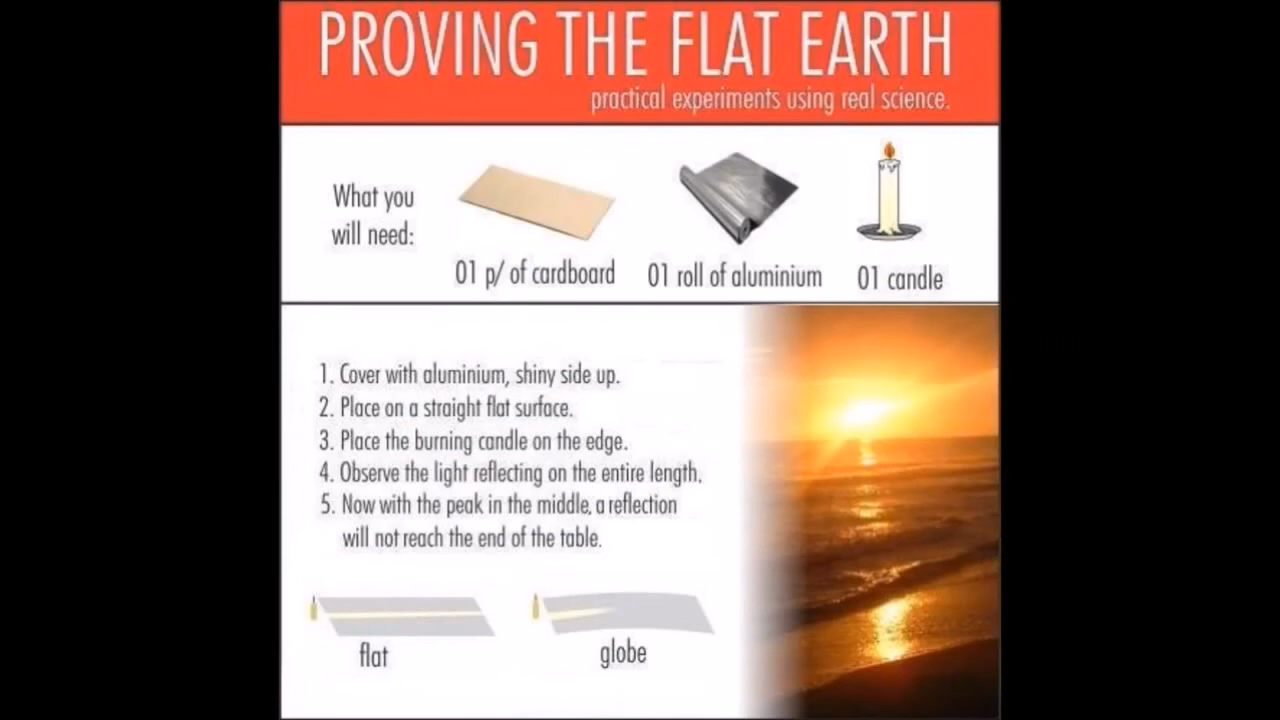 PROVING THE FLAT EARTH
practical experiments using real science.
What you
will need:
01 p/ of cardboard
01 roll of aluminium
01 candle
1. Cover with aluminium, shiny side up.
2. Place on a straight flat surface.
3. Place the burning candle on the edge.
4. Observe the light reflecting on the entire length.
5. Now with the peak in the middle, a reflection
will not reach the end of the table.
flat
globe